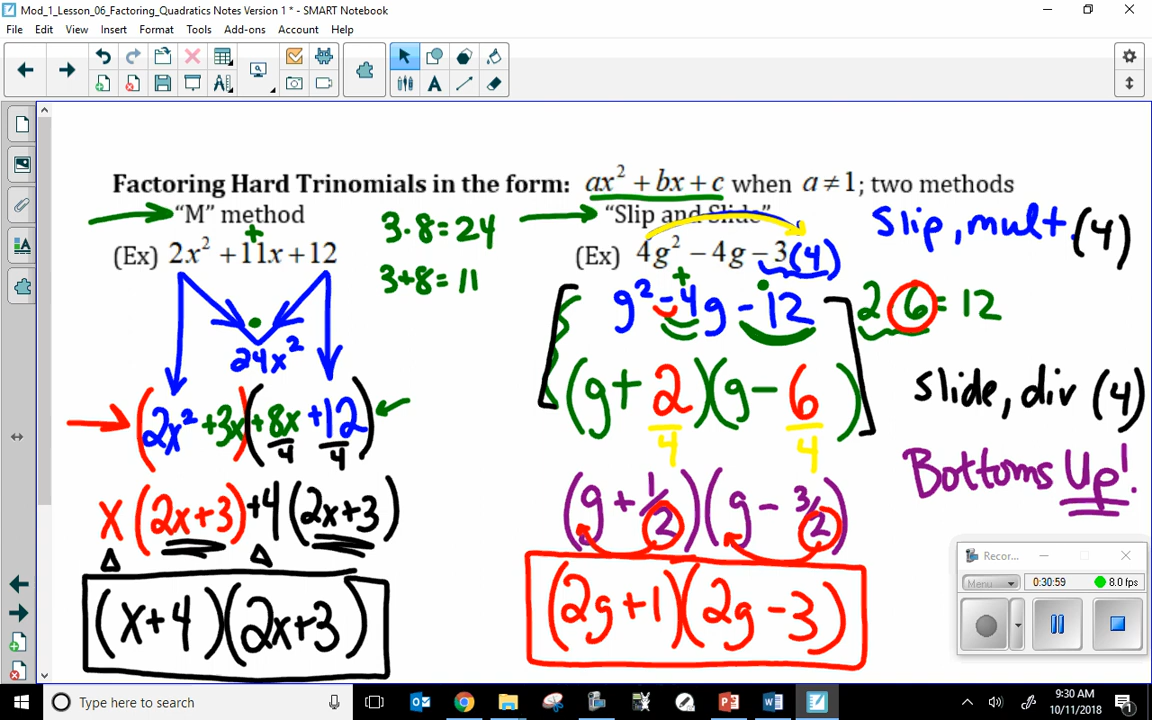 Mod_1_Lesson_06_Factoring_Quadratics Notes Version 1 * - SMART Notebook
File Edit View Insert Format Tools Add-ons Account Help
Factoring Hard Trinomials in the form: ax² + bx + c when a ≠ 1; two methods
"M" method
3·8=24
"Slip and Slide"
Slip, mult.(4)
(Ex) 2x² +11x+12
+
3+8=11
(Ex) 4g² −4g −3(4)
+
g² −4g −12
2 6 = 12
24x²
(g+2)(g−6)
4 4
slide, div (4)
(2x²+3x)(+8x+12)
4 4
Bottoms Up!
x(2x+3)+4(2x+3)
(g+1/2)(g−3/2)
(x+4)(2x+3)
(2g+1)(2g−3)
Recor...
Menu
0:30:59
8.0 fps
Type here to search
9:30 AM
10/11/2018
1